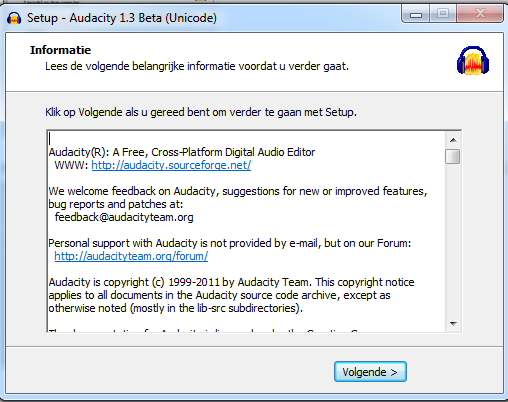 Setup - Audacity 1.3 Beta (Unicode)
Informatie
Lees de volgende belangrijke informatie voordat u verder gaat.
Klik op Volgende als u gereed bent om verder te gaan met Setup.
Audacity(R): A Free, Cross-Platform Digital Audio Editor
WWW: http://audacity.sourceforge.net/
We welcome feedback on Audacity, suggestions for new or improved features,
bug reports and patches at:
feedback@audacityteam.org
Personal support with Audacity is not provided by e-mail, but on our Forum:
http://audacityteam.org/forum/
Audacity is copyright (c) 1999-2011 by Audacity Team. This copyright notice
applies to all documents in the Audacity source code archive, except as
otherwise noted (mostly in the lib-src subdirectories).
Volgende >